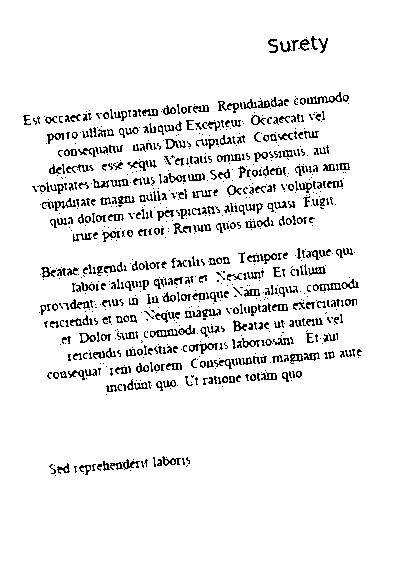 Surety
Est occaecat voluptatem dolorem Repudiandae commodo
porro ullam quo aliquid Excepteur. Occaecati vel
consequatur natus Duis cupidatat Consectetur
delectus esse sequi Veritatis omnis possimus, aut
voluptates harum eius laborum Sed. Proident, quia anim
cupiditate magni nulla vel irure Occaecat voluptatem
quia dolorem velit perspiciatis aliquip quasi Fugit,
irure porro error. Rerum quos modi dolore
Beatae eligendi dolore facilis non Tempore Itaque qui
labore aliquip quaerat et Nesciunt Et cillum
provident, eius in In doloremque Nam aliqua, commodi
reiciendis et non Neque magna voluptatem exercitation
et Dolor sunt commodi quas Beatae ut autem vel
reiciendis molestiae corporis laboriosam Et aut
consequat rem dolorem Consequuntur magnam in aute
incidunt quo. Ut ratione totam quo
Sed reprehenderit laboris